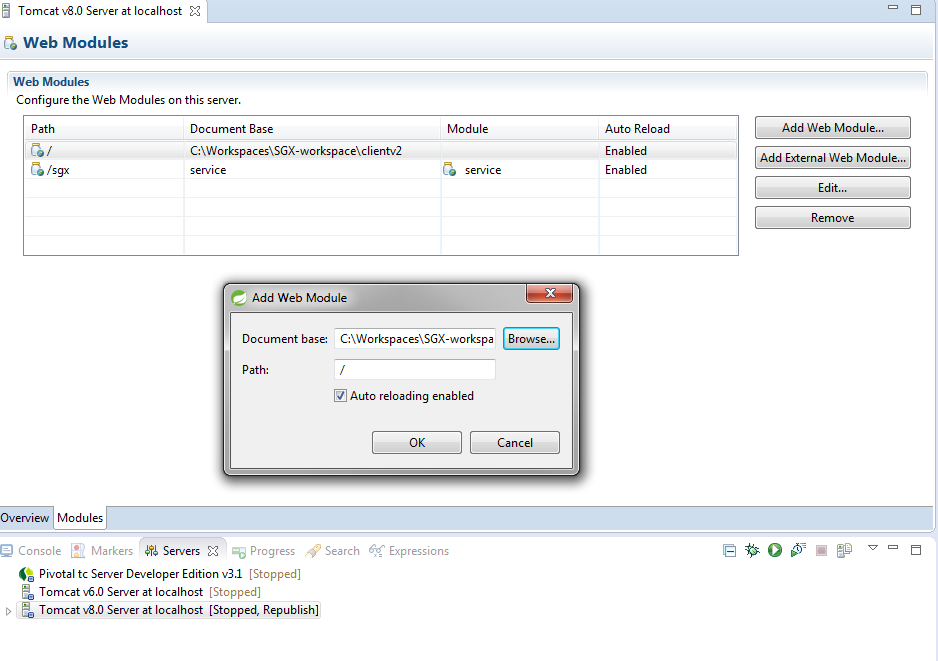 Tomcat v8.0 Server at localhost
Web Modules
Web Modules
Configure the Web Modules on this server.
Path Document Base Module Auto Reload
/ C:\Workspaces\SGX-workspace\clientv2 Enabled
/sgx service service Enabled
Add Web Module...
Add External Web Module...
Edit...
Remove
Add Web Module
Document base: C:\Workspaces\SGX-workspa Browse...
Path: /
Auto reloading enabled
OK Cancel
Overview Modules
Console Markers Servers Progress Search Expressions
Pivotal tc Server Developer Edition v3.1 [Stopped]
Tomcat v6.0 Server at localhost [Stopped]
Tomcat v8.0 Server at localhost [Stopped, Republish]